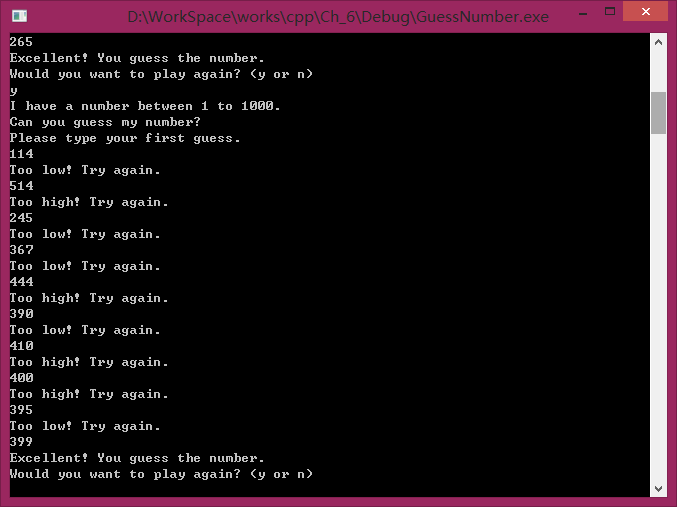 D:\WorkSpace\works\cpp\Ch_6\Debug\GuessNumber.exe
265
Excellent! You guess the number.
Would you want to play again? (y or n)
y
I have a number between 1 to 1000.
Can you guess my number?
Please type your first guess.
114
Too low! Try again.
514
Too high! Try again.
245
Too low! Try again.
367
Too low! Try again.
444
Too high! Try again.
390
Too low! Try again.
410
Too high! Try again.
400
Too high! Try again.
395
Too low! Try again.
399
Excellent! You guess the number.
Would you want to play again? (y or n)